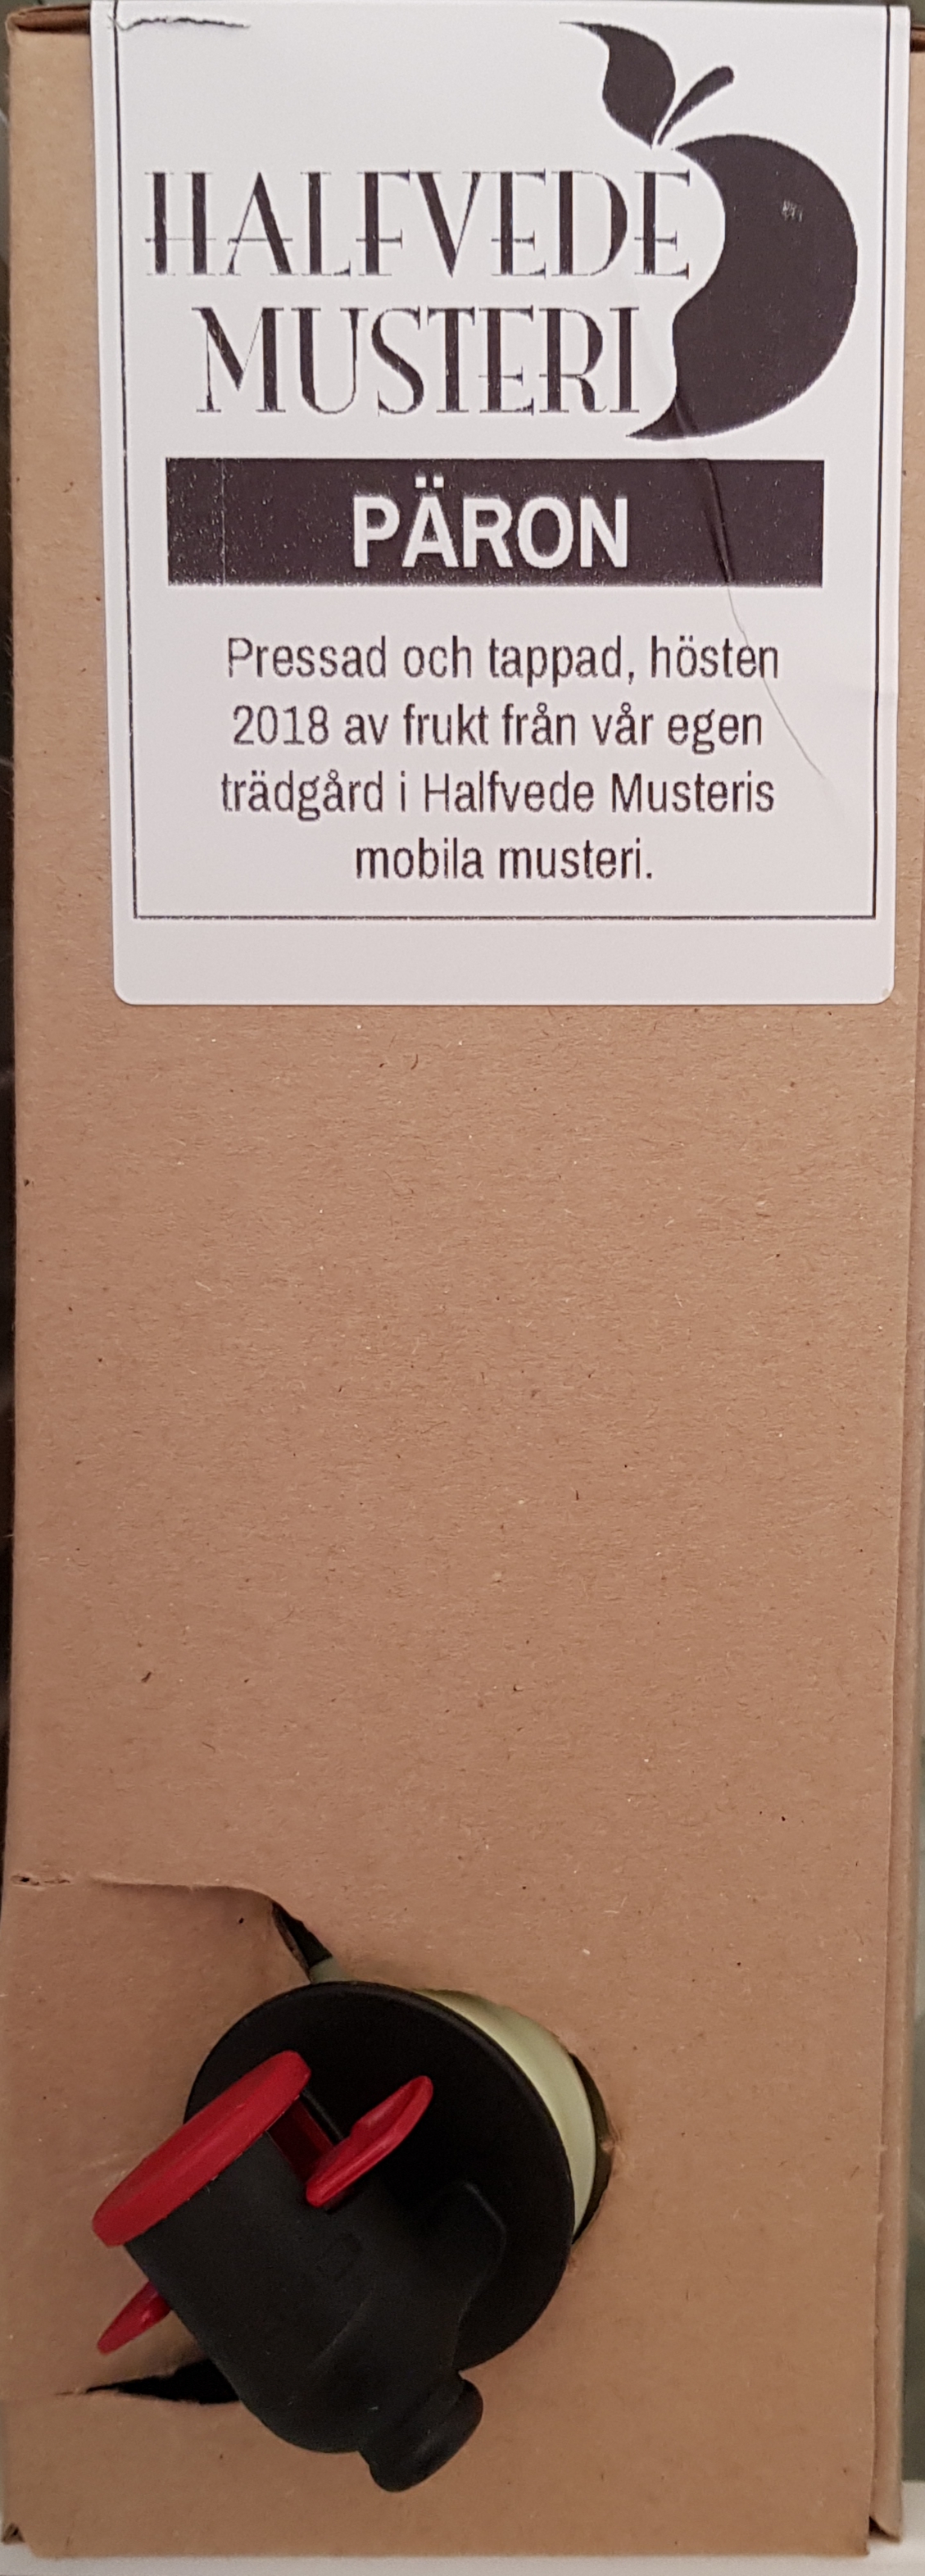 HALFVEDE
MUSTERI
PÄRON
Pressad och tappad, hösten
2018 av frukt från vår egen
trädgård i Halfvede Musteris
mobila musteri.